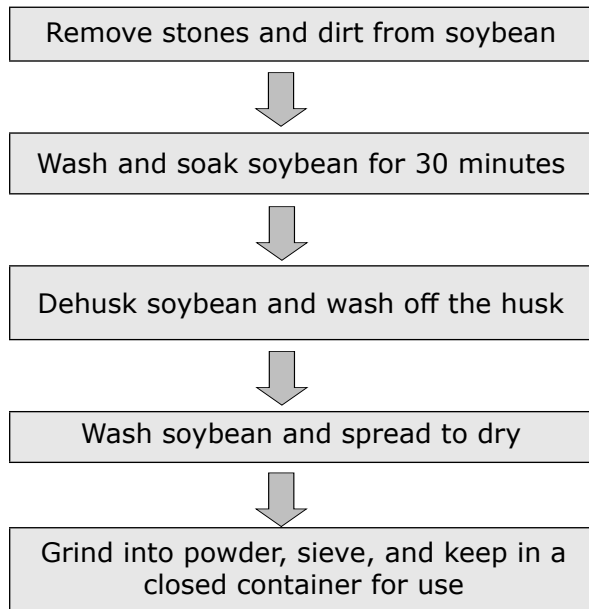 Remove stones and dirt from soybean
Wash and soak soybean for 30 minutes
Dehusk soybean and wash off the husk
Wash soybean and spread to dry
Grind into powder, sieve, and keep in a
closed container for use